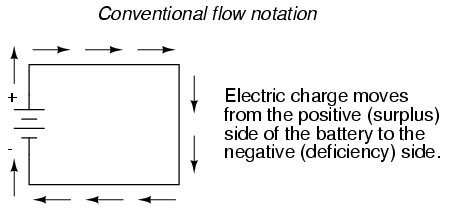 Conventional flow notation
+
-
Electric charge moves
from the positive (surplus)
side of the battery to the
negative (deficiency) side.